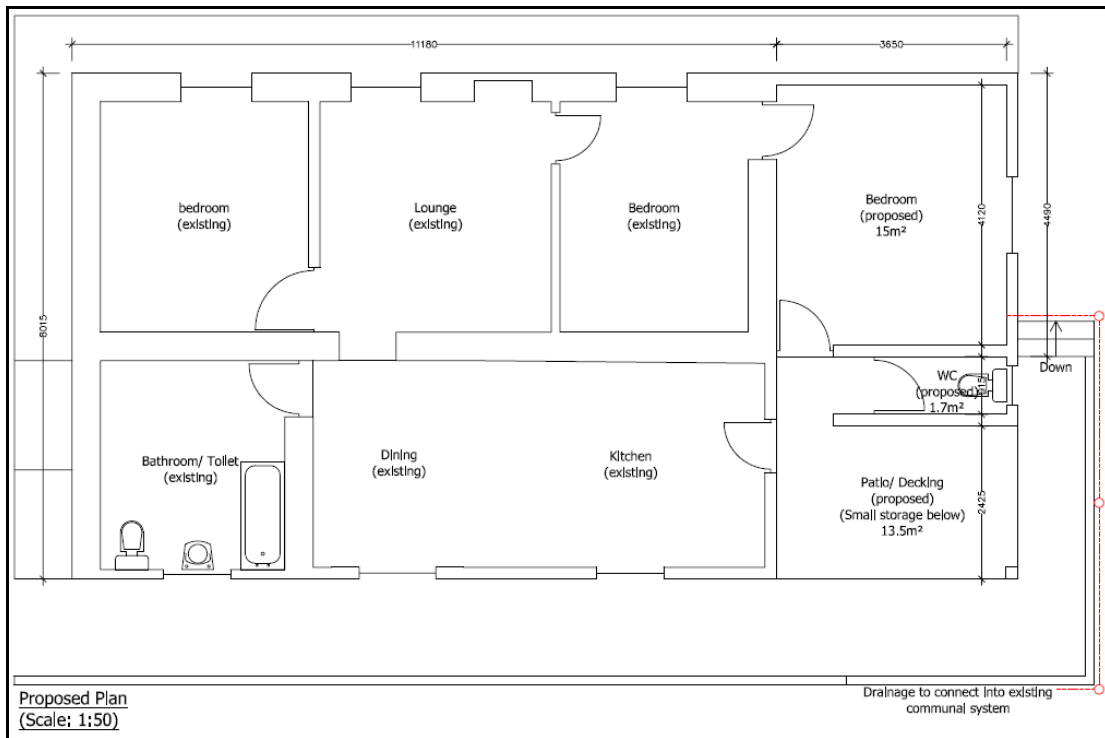 11180
3650
bedroom
(existing)
Lounge
(existing)
Bedroom
(existing)
Bedroom
(proposed)
15m²
4120
4490
8015
Down
WC
(proposed)
1.7m²
915
Bathroom/ Toilet
(existing)
Dining
(existing)
Kitchen
(existing)
Patio/ Decking
(proposed)
(Small storage below)
13.5m²
2425
Proposed Plan
(Scale: 1:50)
Drainage to connect into existing
communal system